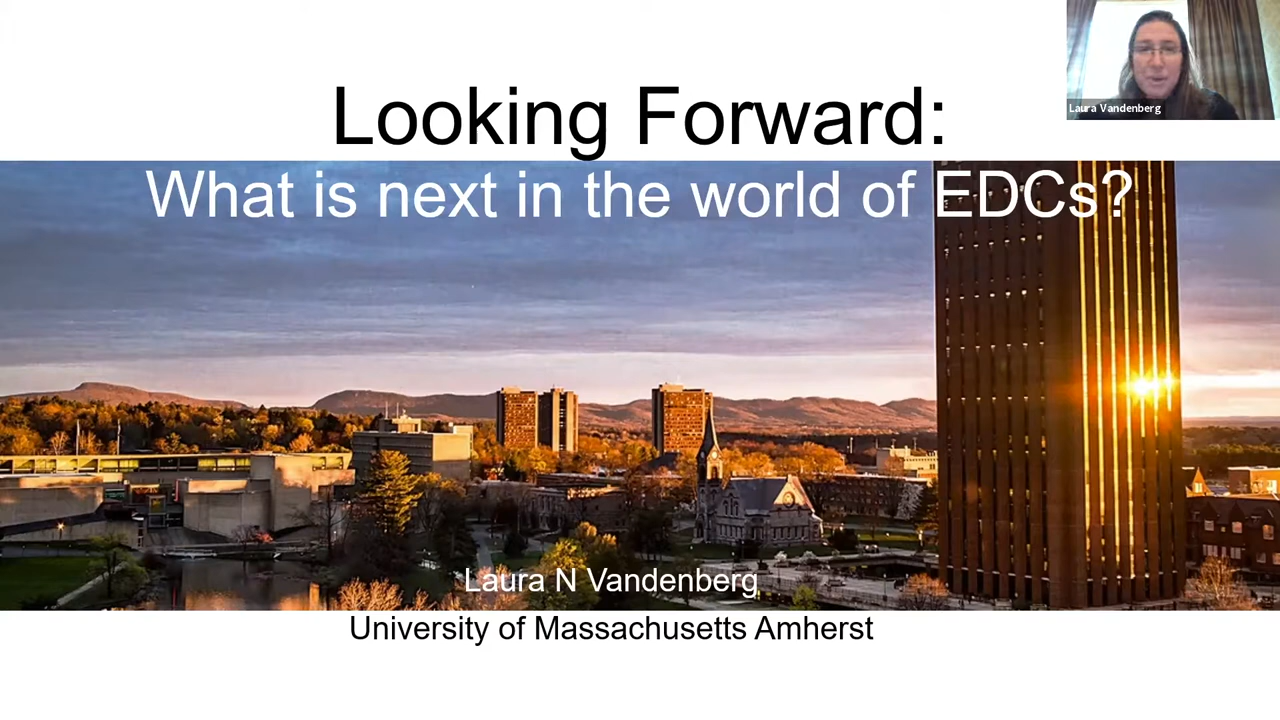 Looking Forward:
What is next in the world of EDCs?
Laura Vandenberg
Laura N Vandenberg
University of Massachusetts Amherst